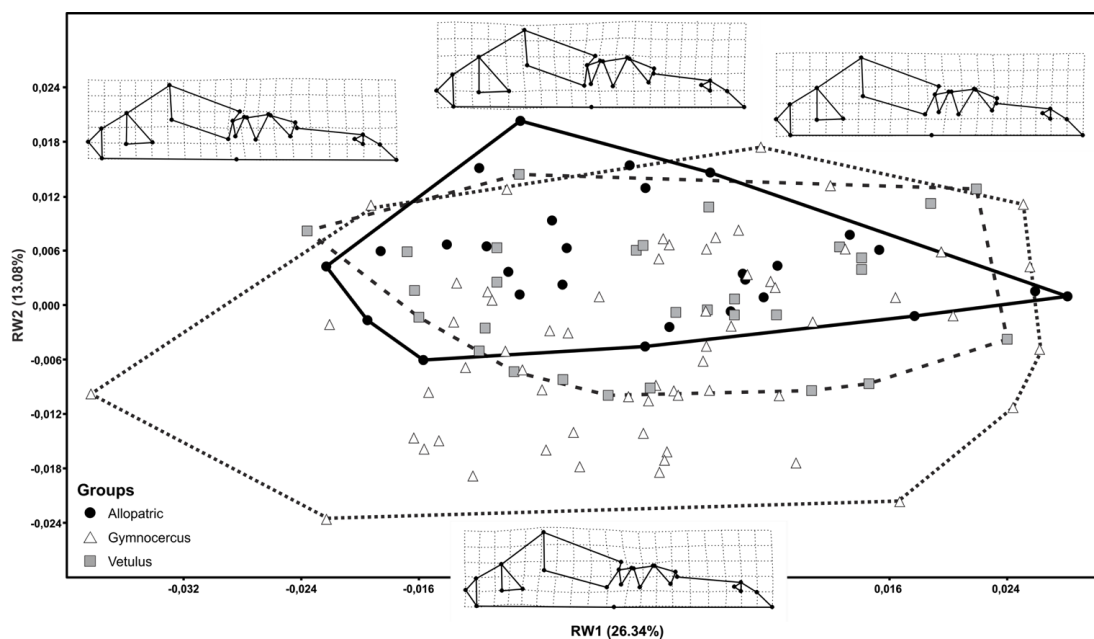 0,024
0,018
0,012
0,006
0,000
-0,006
-0,012
-0,018
-0,024
RW2 (13.08%)
Groups
Allopatric
Gymnocercus
Vetulus
-0,032
-0,024
-0,016
0,016
0,024
RW1 (26.34%)